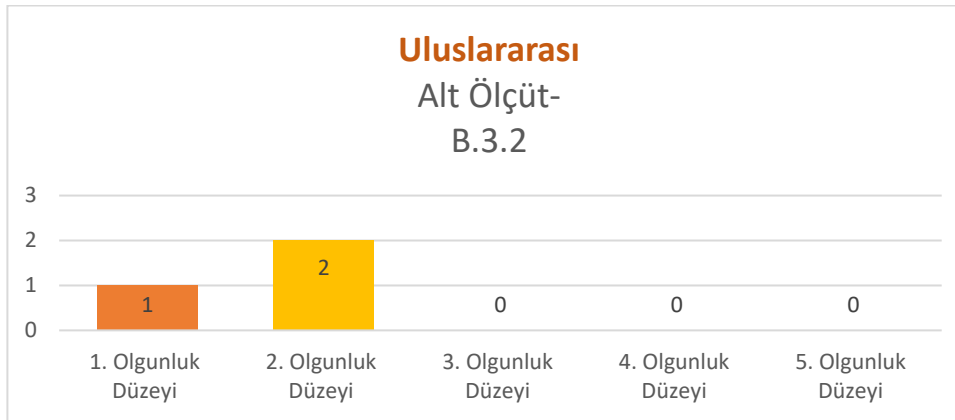 Uluslararası
Alt Ölçüt-
B.3.2
3
2
1
0
1
2
0
0
0
1. Olgunluk
Düzeyi
2. Olgunluk
Düzeyi
3. Olgunluk
Düzeyi
4. Olgunluk
Düzeyi
5. Olgunluk
Düzeyi